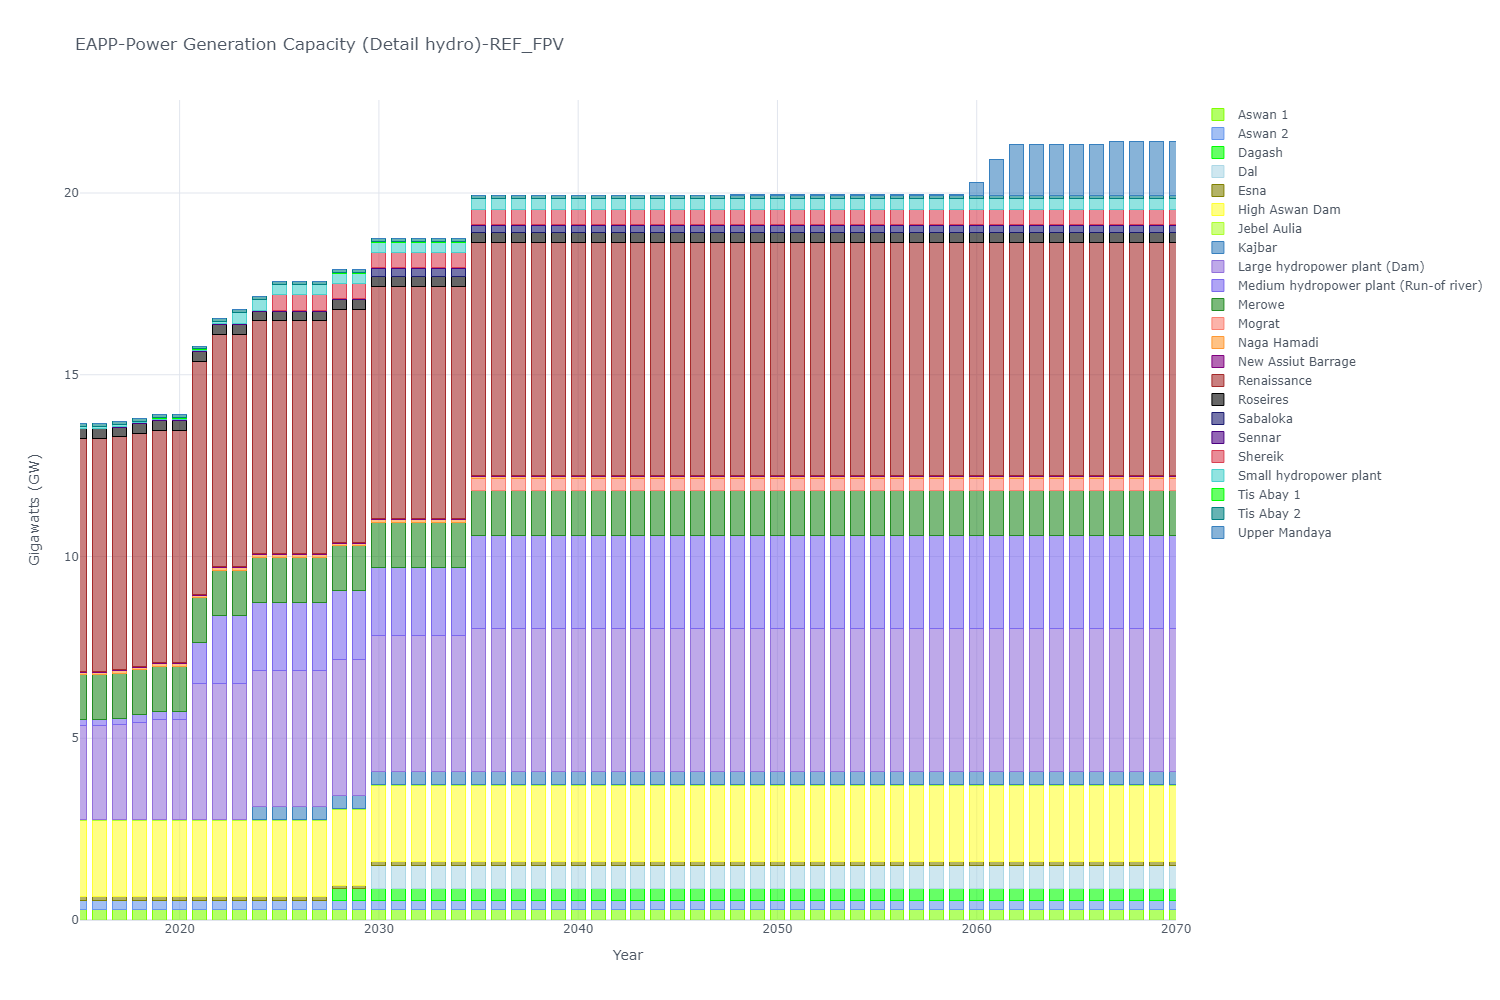 EAPP-Power Generation Capacity (Detail hydro)-REF_FPV
Gigawatts (GW)
20
15
10
5
0
2020
2030
2040
2050
2060
2070
Year
Aswan 1
Aswan 2
Dagash
Dal
Esna
High Aswan Dam
Jebel Aulia
Kajbar
Large hydropower plant (Dam)
Medium hydropower plant (Run-of river)
Merowe
Mograt
Naga Hamadi
New Assiut Barrage
Renaissance
Roseires
Sabaloka
Sennar
Shereik
Small hydropower plant
Tis Abay 1
Tis Abay 2
Upper Mandaya